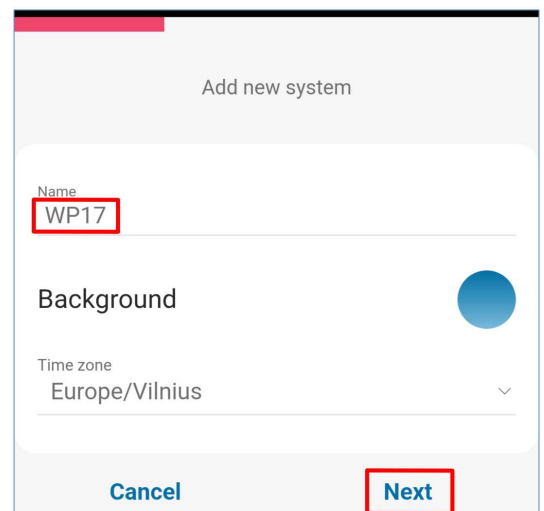 Add new system
Name
WP17
Background
Time zone
Europe/Vilnius
Cancel Next